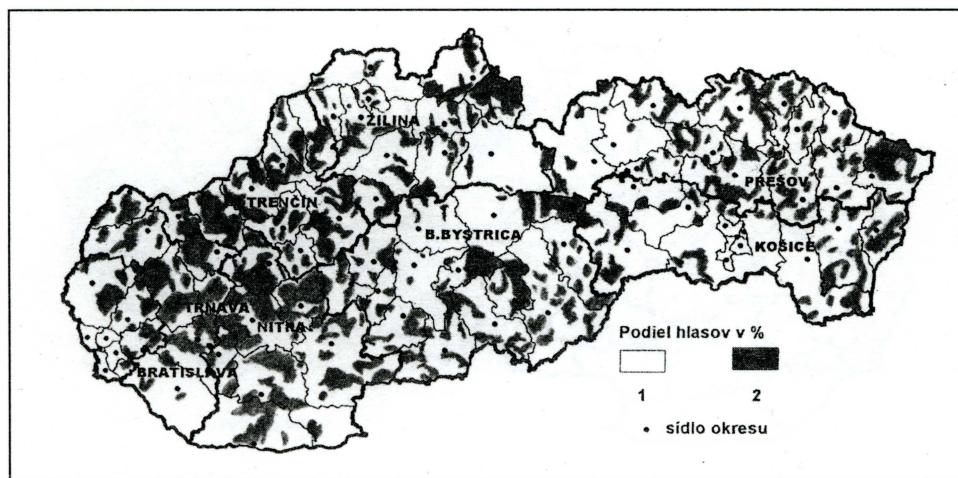 ŽILINA
TRENČÍN
PREŠOV
B.BYSTRICA
KOŠICE
TRNAVA
NITRA
BRATISLAVA
Podiel hlasov v %
1 2
• sídlo okresu